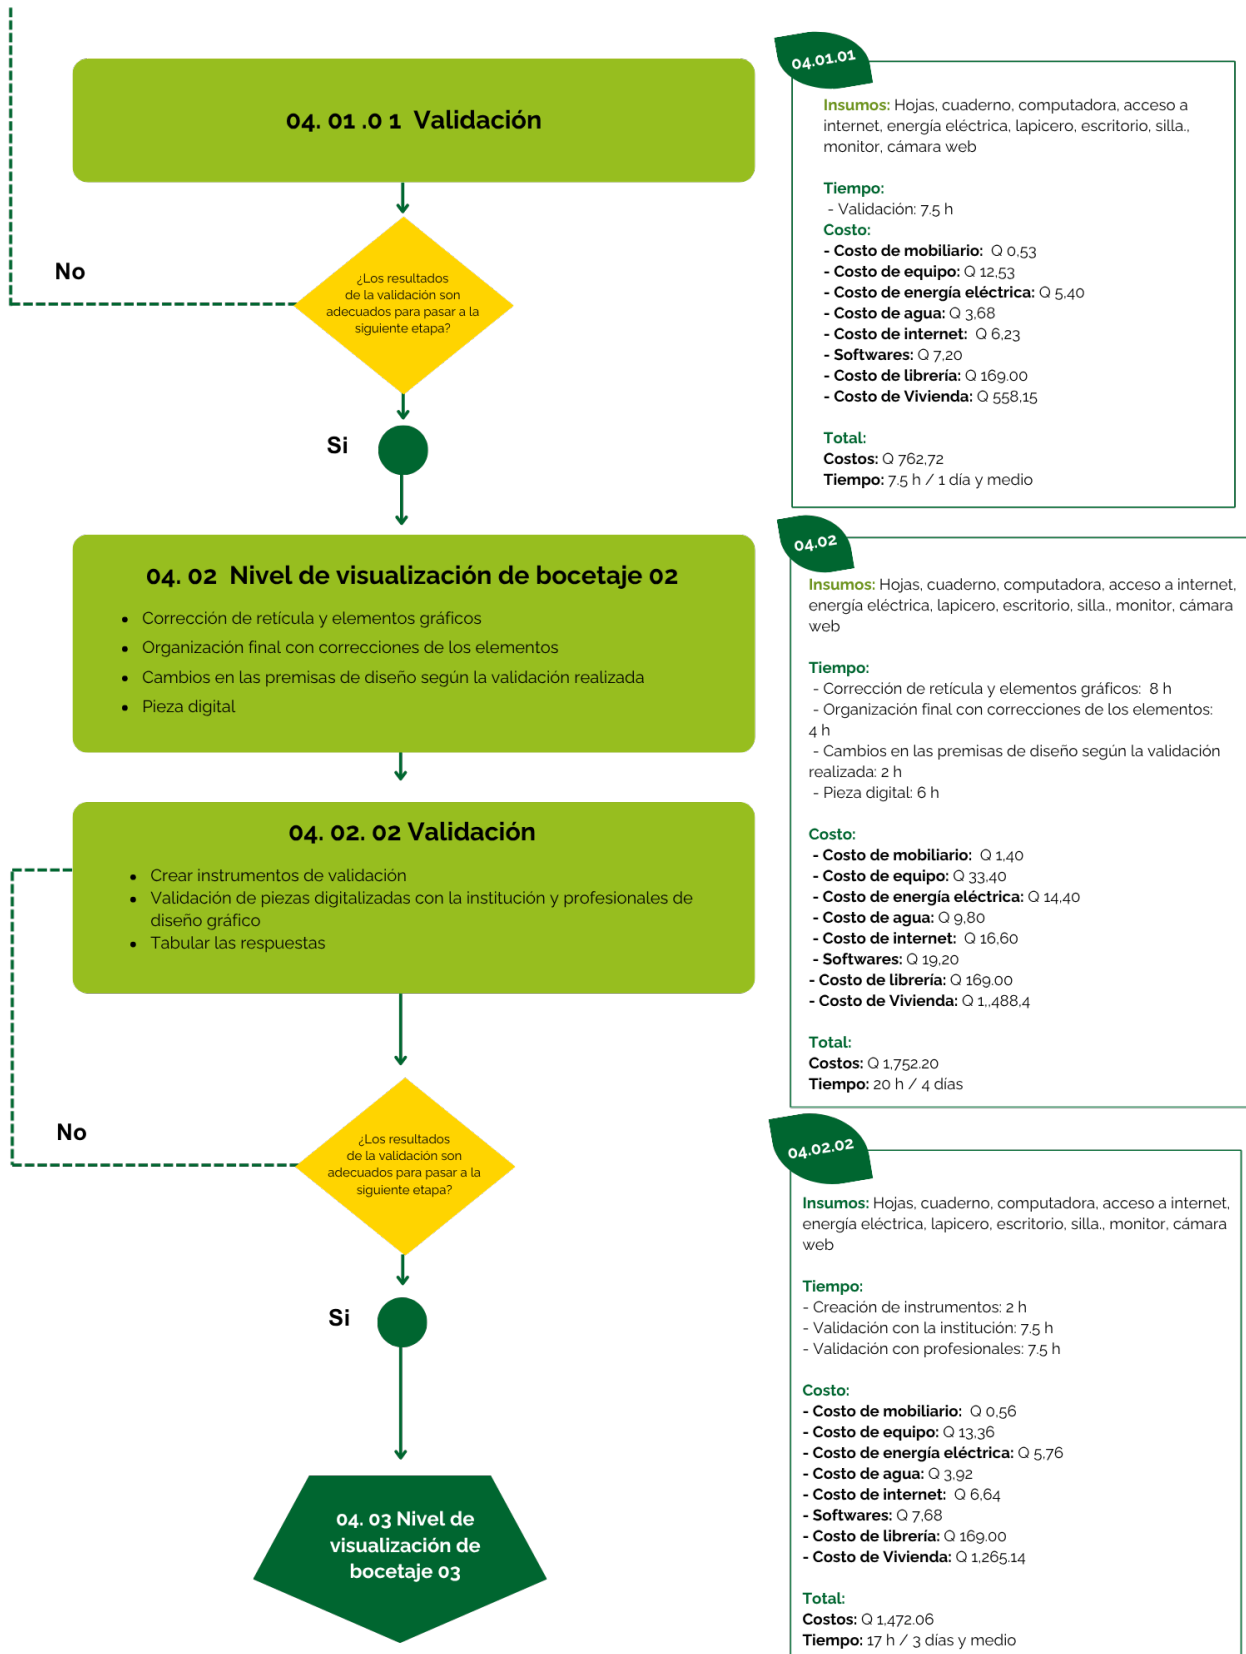 04. 01 .0 1 Validación
No
¿Los resultados
de la validación son
adecuados para pasar a la
siguiente etapa?
Si
04. 02 Nivel de visualización de bocetaje 02
• Corrección de retícula y elementos gráficos
• Organización final con correcciones de los elementos
• Cambios en las premisas de diseño según la validación realizada
• Pieza digital
04. 02. 02 Validación
• Crear instrumentos de validación
• Validación de piezas digitalizadas con la institución y profesionales de
diseño gráfico
• Tabular las respuestas
No
¿Los resultados
de la validación son
adecuados para pasar a la
siguiente etapa?
Si
04. 03 Nivel de
visualización de
bocetaje 03
04.01.01
Insumos: Hojas, cuaderno, computadora, acceso a
internet, energía eléctrica, lapicero, escritorio, silla.,
monitor, cámara web
Tiempo:
- Validación: 7.5 h
Costo:
- Costo de mobiliario: Q 0,53
- Costo de equipo: Q 12,53
- Costo de energía eléctrica: Q 5,40
- Costo de agua: Q 3,68
- Costo de internet: Q 6,23
- Softwares: Q 7,20
- Costo de librería: Q 169.00
- Costo de Vivienda: Q 558,15
Total:
Costos: Q 762,72
Tiempo: 7.5 h / 1 día y medio
04.02
Insumos: Hojas, cuaderno, computadora, acceso a internet,
energía eléctrica, lapicero, escritorio, silla., monitor, cámara
web
Tiempo:
- Corrección de retícula y elementos gráficos: 8 h
- Organización final con correcciones de los elementos:
4 h
- Cambios en las premisas de diseño según la validación
realizada: 2 h
- Pieza digital: 6 h
Costo:
- Costo de mobiliario: Q 1,40
- Costo de equipo: Q 33,40
- Costo de energía eléctrica: Q 14,40
- Costo de agua: Q 9,80
- Costo de internet: Q 16,60
- Softwares: Q 19,20
- Costo de librería: Q 169.00
- Costo de Vivienda: Q 1,,488,4
Total:
Costos: Q 1,752.20
Tiempo: 20 h / 4 días
04.02.02
Insumos: Hojas, cuaderno, computadora, acceso a internet,
energía eléctrica, lapicero, escritorio, silla., monitor, cámara
web
Tiempo:
- Creación de instrumentos: 2 h
- Validación con la institución: 7.5 h
- Validación con profesionales: 7.5 h
Costo:
- Costo de mobiliario: Q 0,56
- Costo de equipo: Q 13,36
- Costo de energía eléctrica: Q 5,76
- Costo de agua: Q 3,92
- Costo de internet: Q 6,64
- Softwares: Q 7,68
- Costo de librería: Q 169.00
- Costo de Vivienda: Q 1,265.14
Total:
Costos: Q 1,472.06
Tiempo: 17 h / 3 días y medio